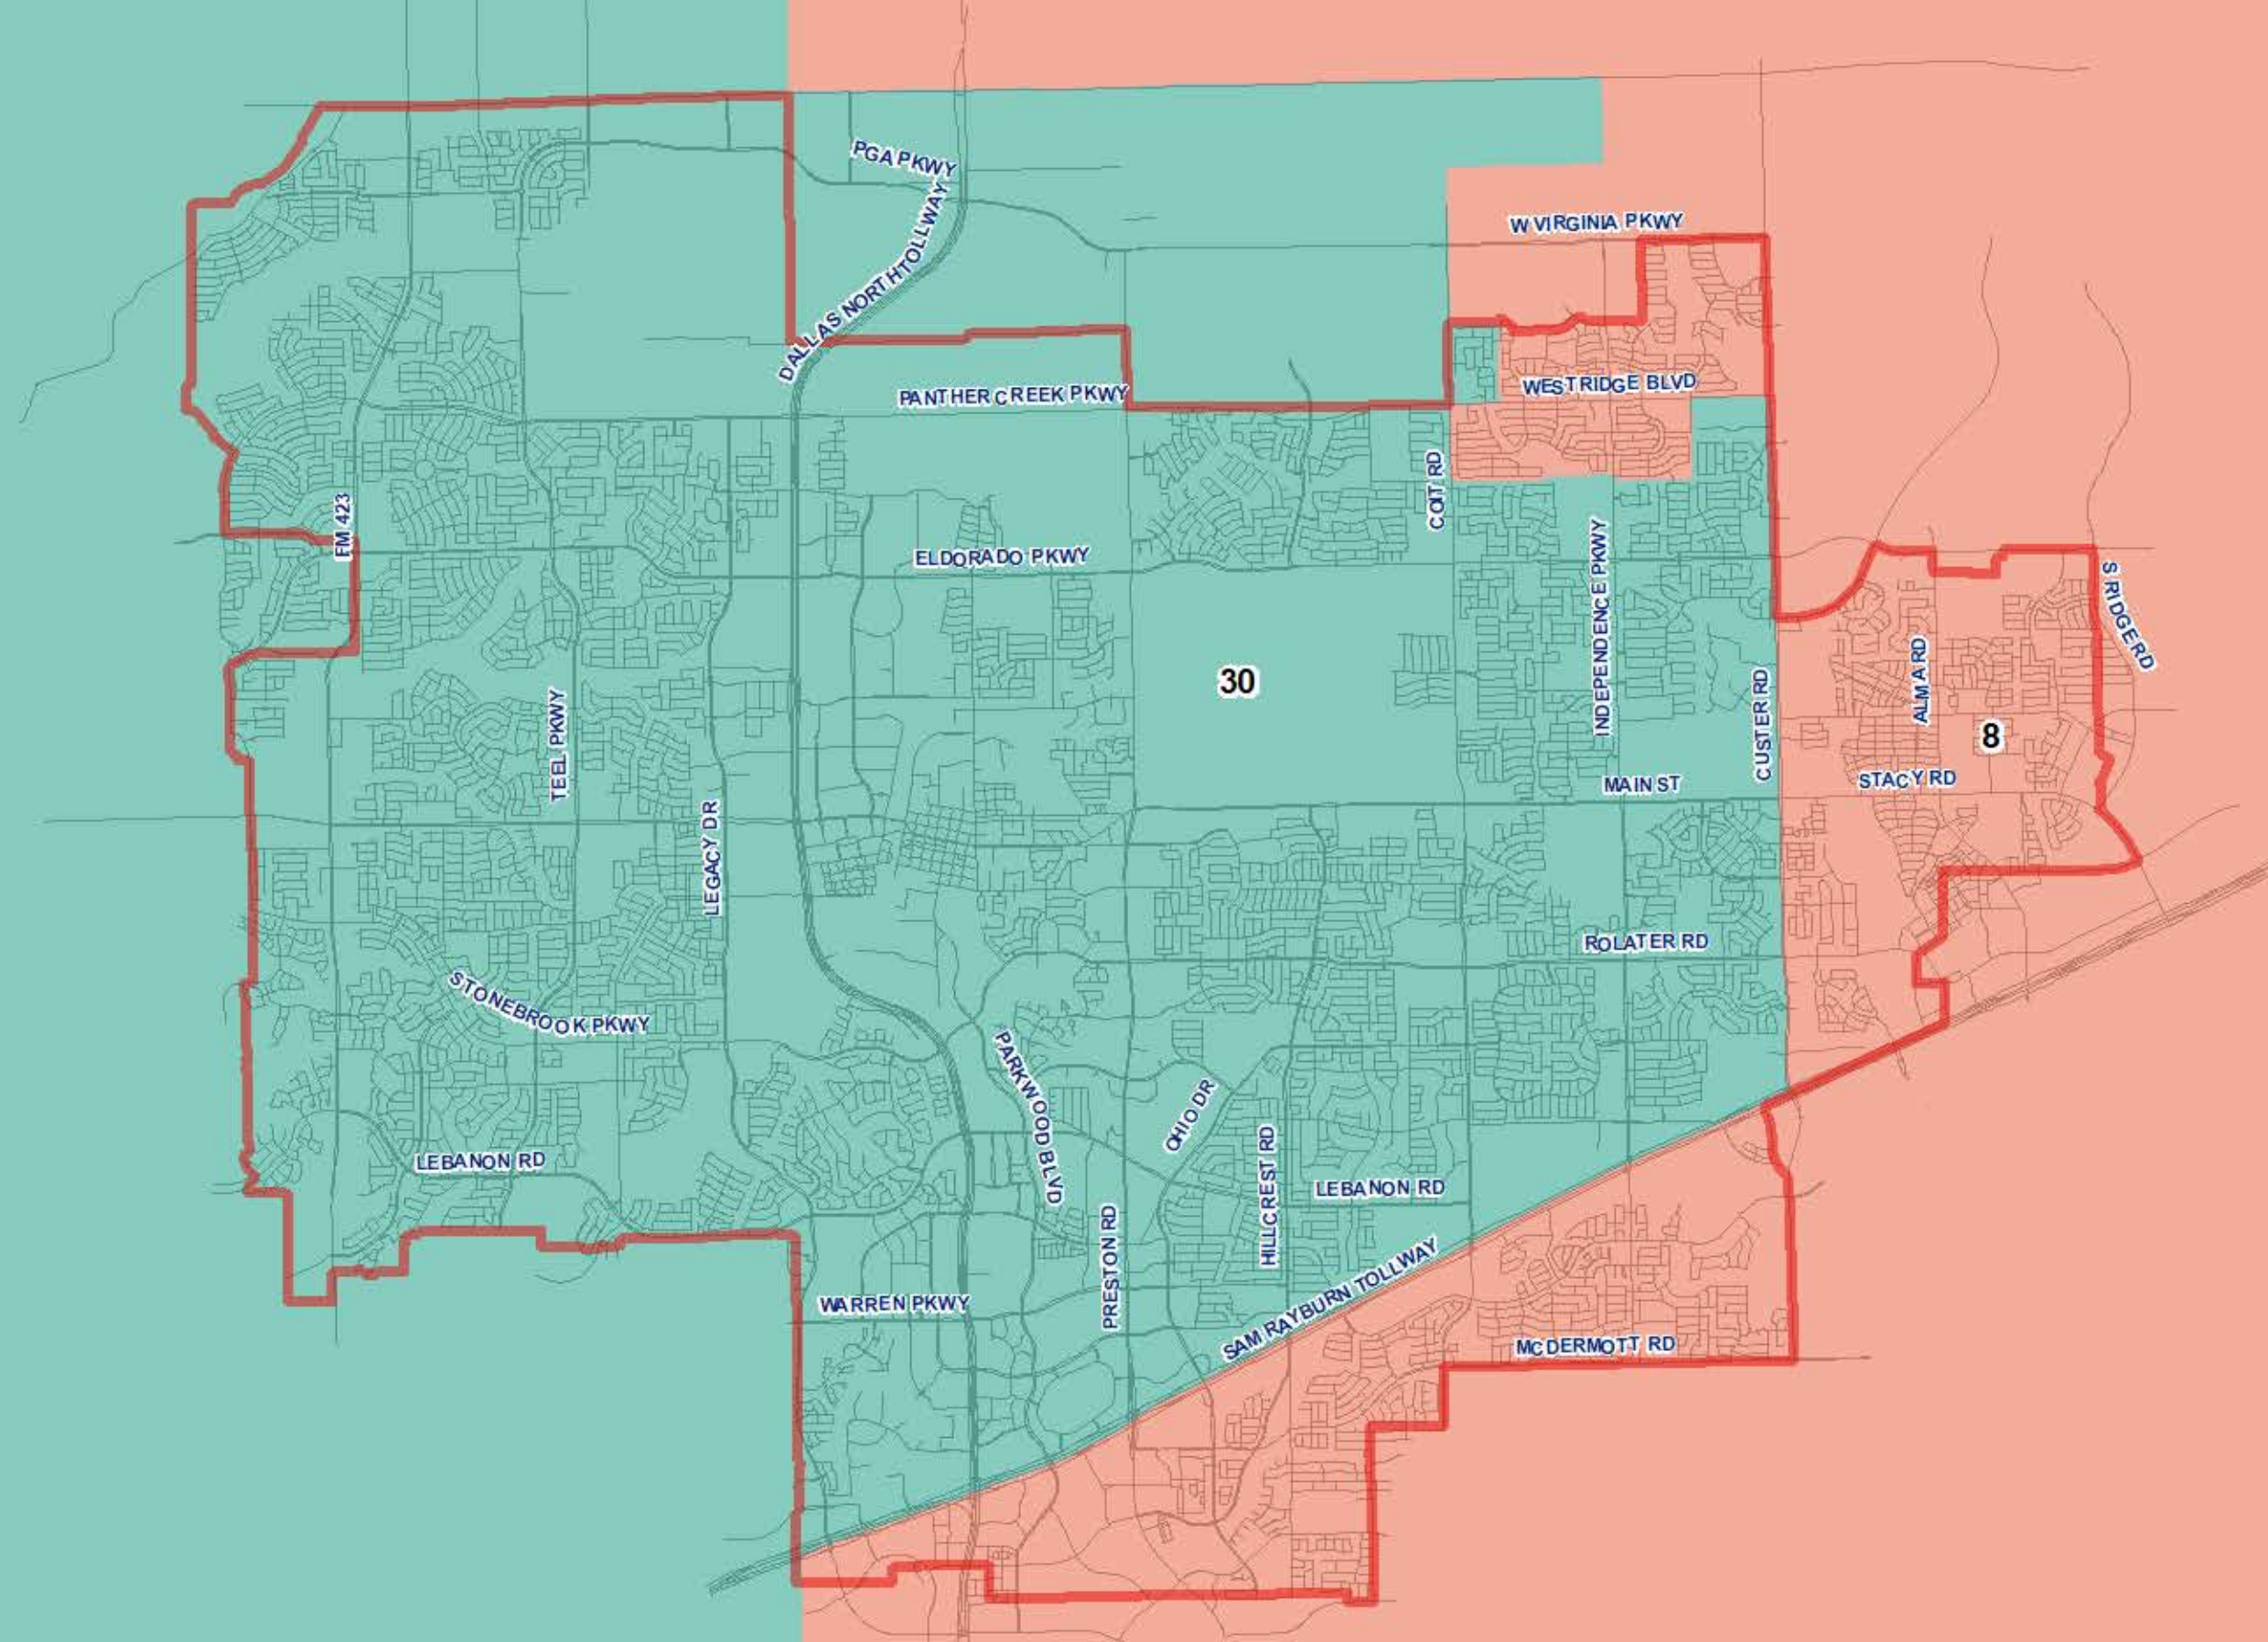 PGA PKWY
DALLAS NORTH TOLLWAY
W VIRGINIA PKWY
WESTRIDGE BLVD
PANTHER CREEK PKWY
COIT RD
FM 423
ELDORADO PKWY
INDEPENDENCE PKWY
S RIDGE RD
ALMA RD
30
8
CUSTER RD
TEEL PKWY
MAIN ST
STACY RD
LEGACY DR
ROLATER RD
STONEBROOK PKWY
PARKWOOD BLVD
OHIO DR
LEBANON RD
HILLCREST RD
LEBANON RD
PRESTON RD
SAM RAYBURN TOLLWAY
WARREN PKWY
MCDERMOTT RD